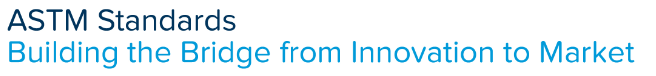 ASTM Standards
Building the Bridge from Innovation to Market